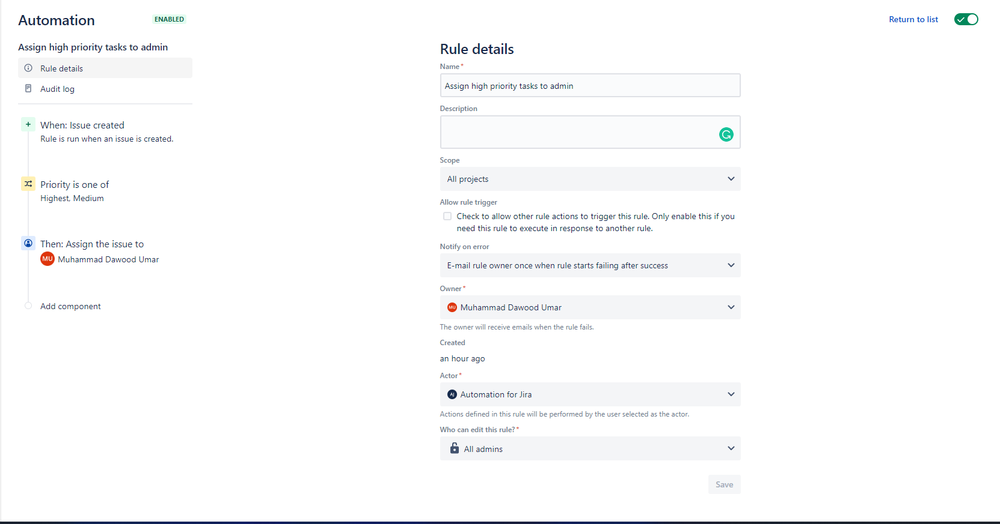 Automation
ENABLED
Return to list
Assign high priority tasks to admin
Rule details
Audit log
When: Issue created
Rule is run when an issue is created.
Priority is one of
Highest, Medium
Then: Assign the issue to
MU Muhammad Dawood Umar
Add component
Rule details
Name*
Assign high priority tasks to admin
Description
Scope
All projects
Allow rule trigger
Check to allow other rule actions to trigger this rule. Only enable this if you
need this rule to execute in response to another rule.
Notify on error
E-mail rule owner once when rule starts failing after success
Owner*
MU Muhammad Dawood Umar
The owner will receive emails when the rule fails.
Created
an hour ago
Actor*
AJ Automation for Jira
Actions defined in this rule will be performed by the user selected as the actor.
Who can edit this rule?*
All admins
Save